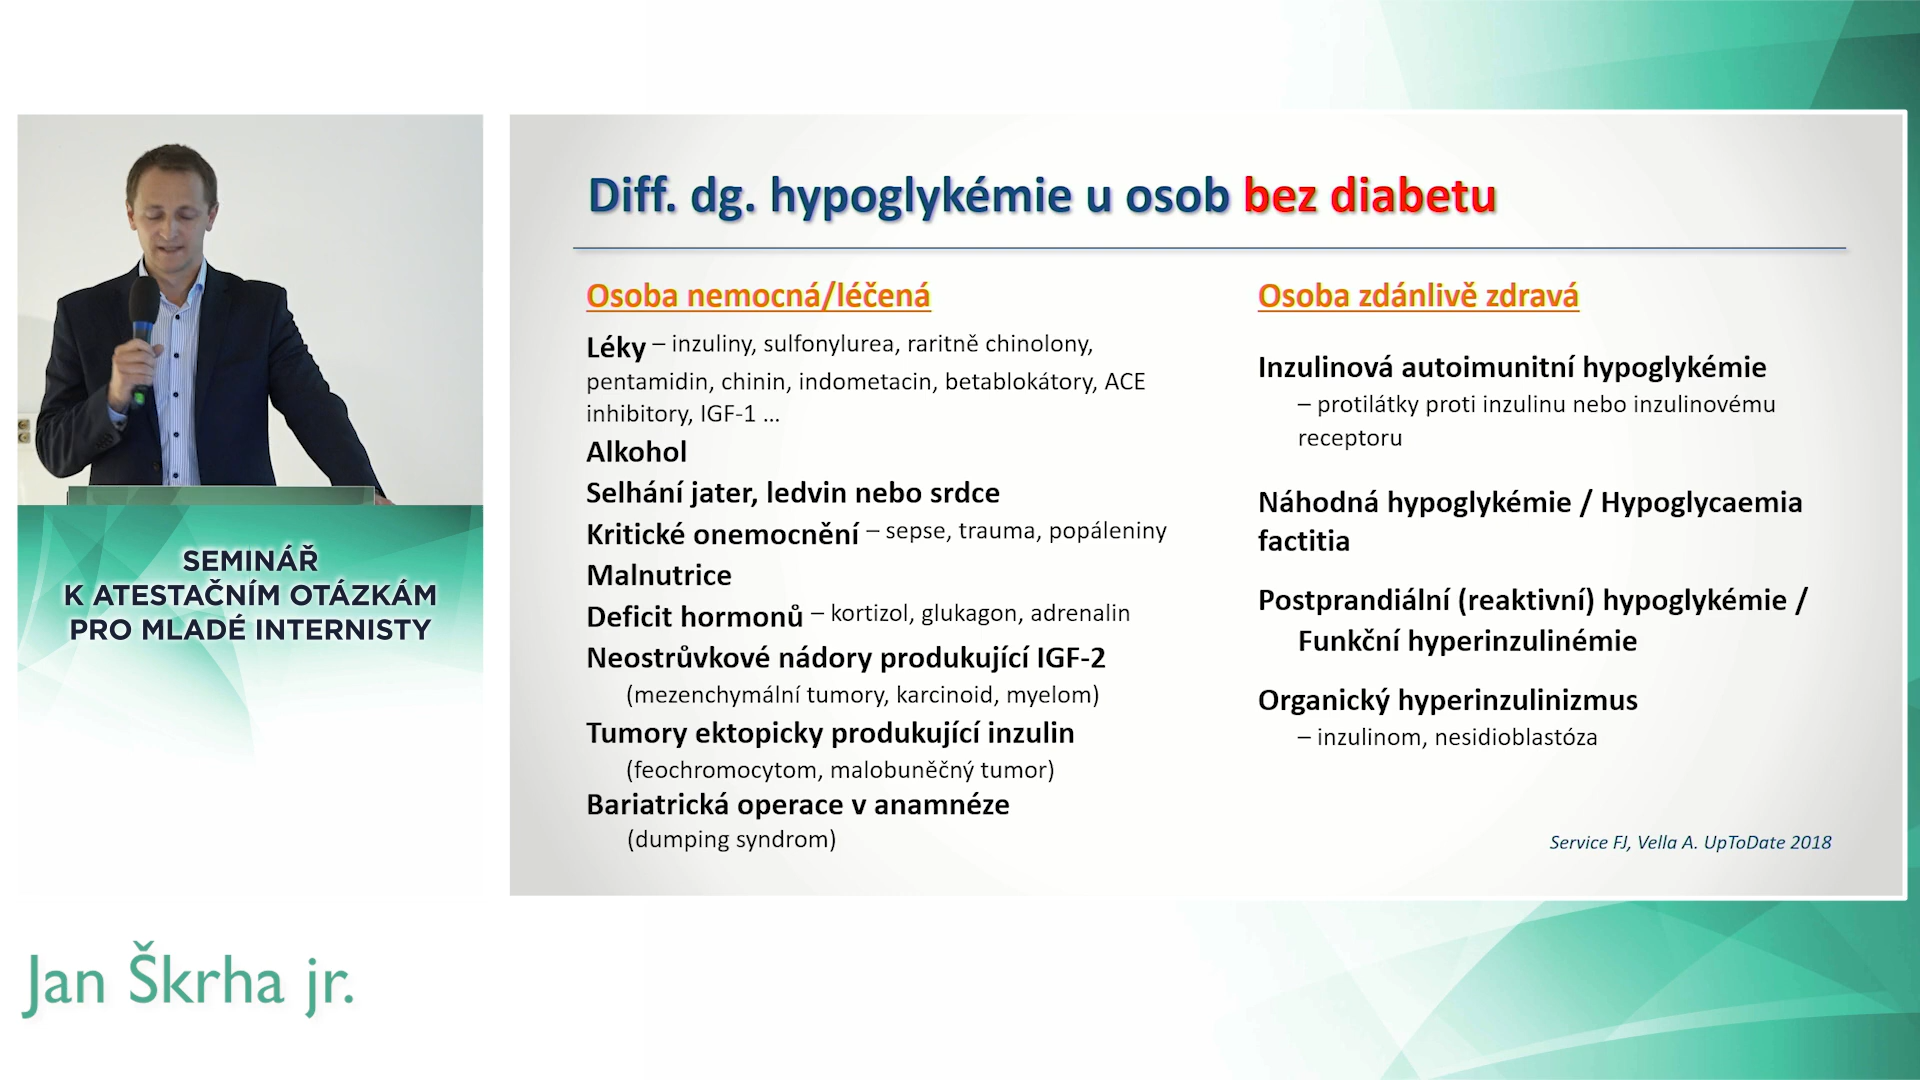 Diff. dg. hypoglykémie u osob bez diabetu
Osoba nemocná/léčená
Léky – inzuliny, sulfonylurea, raritně chinolony,
pentamidin, chinin, indometacin, betablokátory, ACE
inhibitory, IGF-1 ...
Alkohol
Selhání jater, ledvin nebo srdce
Kritické onemocnění – sepse, trauma, popáleniny
Malnutrice
Deficit hormonů – kortizol, glukagon, adrenalin
Neostrůvkové nádory produkující IGF-2
(mezenchymální tumory, karcinoid, myelom)
Tumory ektopicky produkující inzulin
(feochromocytom, malobuněčný tumor)
Bariatrická operace v anamnéze
(dumping syndrom)
Osoba zdánlivě zdravá
Inzulinová autoimunitní hypoglykémie
– protilátky proti inzulinu nebo inzulinovému
receptoru
Náhodná hypoglykémie / Hypoglycaemia
factitia
Postprandiální (reaktivní) hypoglykémie /
Funkční hyperinzulinémie
Organický hyperinzulinizmus
– inzulinom, nesidioblastóza
Service FJ, Vella A. UpToDate 2018
SEMINÁŘ
K ATESTAČNÍM OTÁZKÁM
PRO MLADÉ INTERNISTY
Jan Škrha jr.